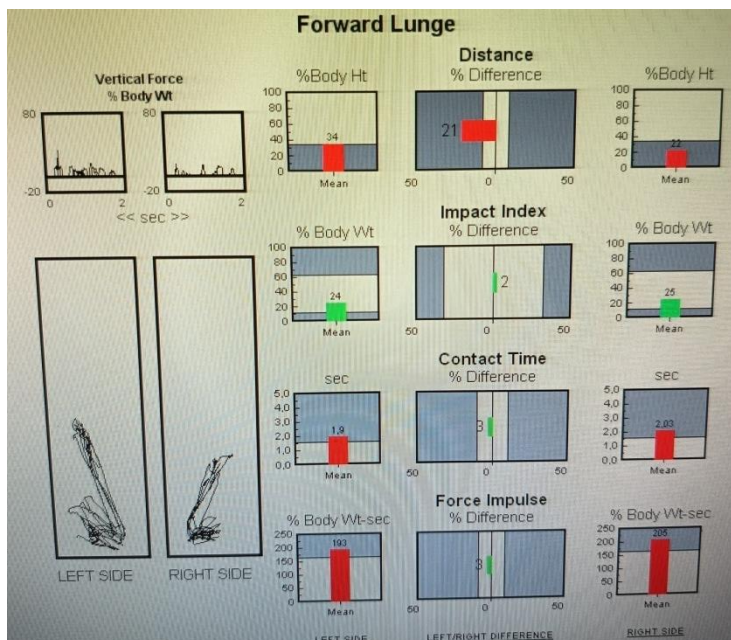 Forward Lunge
Vertical Force
% Body Wt
80
-20
0
2
80
-20
0
2
<< sec >>
LEFT SIDE
RIGHT SIDE
Distance
%Body Ht
100
80
60
40
20
0
34
Mean
% Difference
21
50
0
50
%Body Ht
100
80
60
40
20
0
22
Mean
Impact Index
% Body Wt
100
80
60
40
20
0
24
Mean
% Difference
2
50
0
50
% Body Wt
100
80
60
40
20
0
25
Mean
Contact Time
sec
5,0
4,0
3,0
2,0
1,0
0,0
1,9
Mean
% Difference
3
50
0
50
sec
5,0
4,0
3,0
2,0
1,0
0,0
2,03
Mean
Force Impulse
% Body Wt-sec
250
200
150
100
50
0
193
Mean
% Difference
3
50
0
50
% Body Wt-sec
250
200
150
100
50
0
206
Mean
LEFT SIDE
LEFT/RIGHT DIFFERENCE
RIGHT SIDE